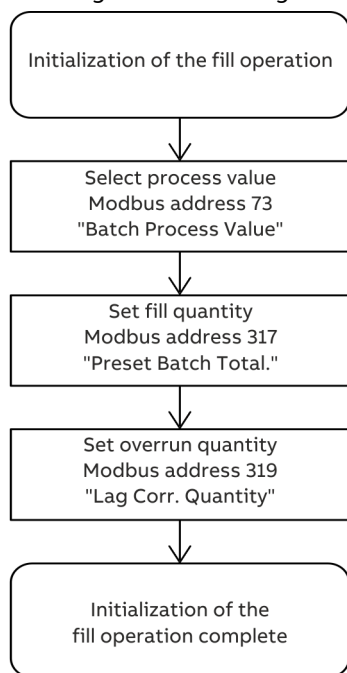 Initialization of the fill operation
Select process value
Modbus address 73
"Batch Process Value"
Set fill quantity
Modbus address 317
"Preset Batch Total."
Set overrun quantity
Modbus address 319
"Lag Corr. Quantity"
Initialization of the
fill operation complete